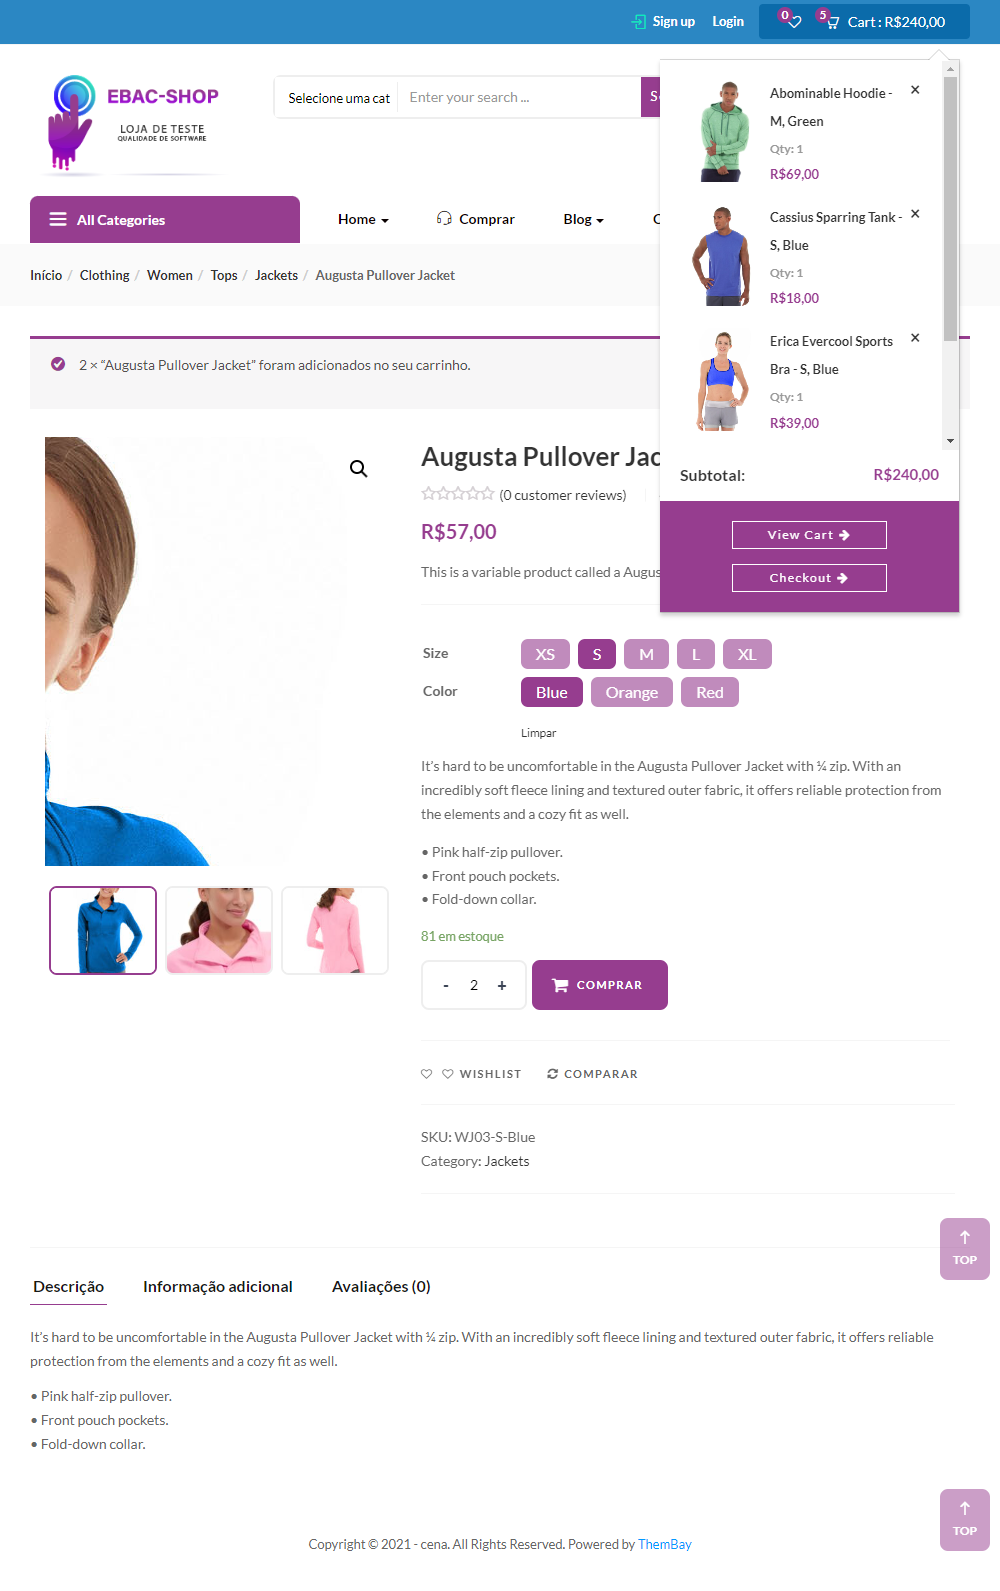 Sign up
Login
0
5
Cart : R$240,00
EBAC-SHOP
LOJA DE TESTE
QUALIDADE DE SOFTWARE
Selecione uma cat
Enter your search ...
All Categories
Home
Comprar
Blog
Início / Clothing / Women / Tops / Jackets / Augusta Pullover Jacket
Abominable Hoodie -
M, Green
Qty: 1
R$69,00
×
Cassius Sparring Tank -
S, Blue
Qty: 1
R$18,00
×
Erica Evercool Sports
Bra - S, Blue
Qty: 1
R$39,00
×
Subtotal:
R$240,00
View Cart
Checkout
2 × “Augusta Pullover Jacket” foram adicionados no seu carrinho.
Augusta Pullover Jac
(0 customer reviews)
R$57,00
This is a variable product called a Augus
Size
XS
S
M
L
XL
Color
Blue
Orange
Red
Limpar
It’s hard to be uncomfortable in the Augusta Pullover Jacket with ¼ zip. With an
incredibly soft fleece lining and textured outer fabric, it offers reliable protection from
the elements and a cozy fit as well.
• Pink half-zip pullover.
• Front pouch pockets.
• Fold-down collar.
81 em estoque
- 2 +
COMPRAR
WISHLIST
COMPARAR
SKU: WJ03-S-Blue
Category: Jackets
TOP
Descrição
Informação adicional
Avaliações (0)
It’s hard to be uncomfortable in the Augusta Pullover Jacket with ¼ zip. With an incredibly soft fleece lining and textured outer fabric, it offers reliable
protection from the elements and a cozy fit as well.
• Pink half-zip pullover.
• Front pouch pockets.
• Fold-down collar.
TOP
Copyright © 2021 - cena. All Rights Reserved. Powered by ThemBay